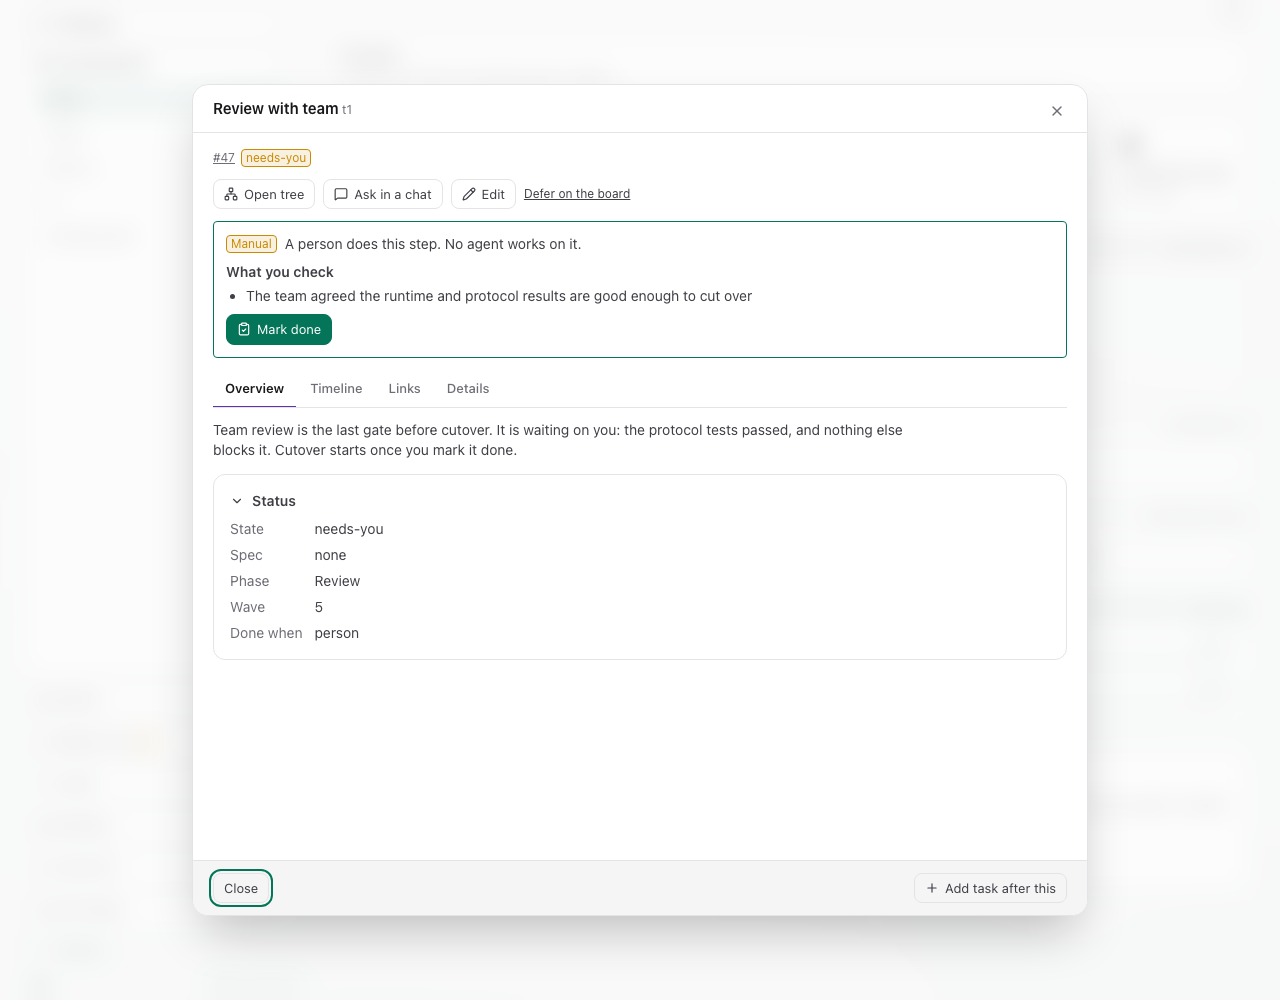 Review with team t1
#47 needs-you
Open tree Ask in a chat Edit Defer on the board
Manual A person does this step. No agent works on it.
What you check
• The team agreed the runtime and protocol results are good enough to cut over
Mark done
Overview Timeline Links Details
Team review is the last gate before cutover. It is waiting on you: the protocol tests passed, and nothing else
blocks it. Cutover starts once you mark it done.
Status
State needs-you
Spec none
Phase Review
Wave 5
Done when person
Close Add task after this